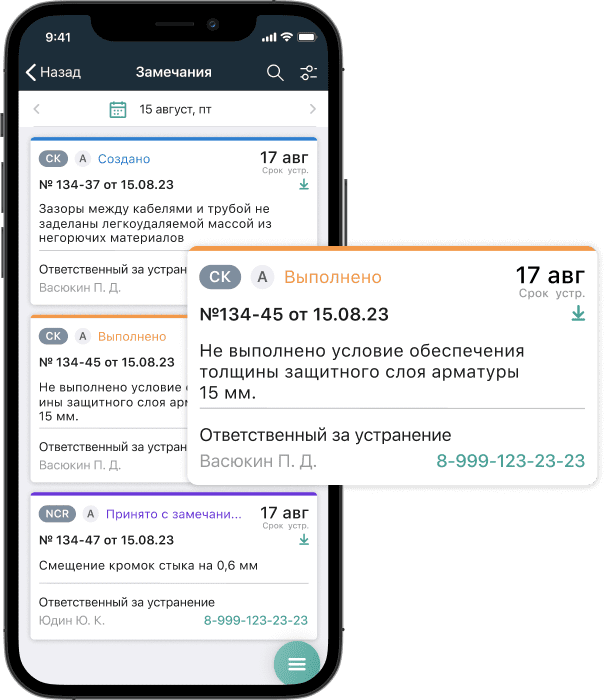 9:41
Назад
Замечания
15 август, пт
СК А Создано 17 авг
Срок устр.
№ 134-37 от 15.08.23
Зазоры между кабелями и трубой не
заделаны легкоудаляемой массой из
негорючих материалов
Ответственный за устран
Васюкин П. Д.
СК А Выполнено
№ 134-45 от 15.08.23
Не выполнено условие
ины защитного слоя арм
15 мм.
Ответственный за устран
Васюкин П. Д.
СК А Выполнено 17 авг
Срок устр.
№134-45 от 15.08.23
Не выполнено условие обеспечения
толщины защитного слоя арматуры
15 мм.
Ответственный за устранение
Васюкин П. Д. 8-999-123-23-23
NCR А Принято с замечани... 17 авг
Срок устр.
№ 134-47 от 15.08.23
Смещение кромок стыка на 0,6 мм
Ответственный за устранение
Юдин Ю. К. 8-999-123-23-23